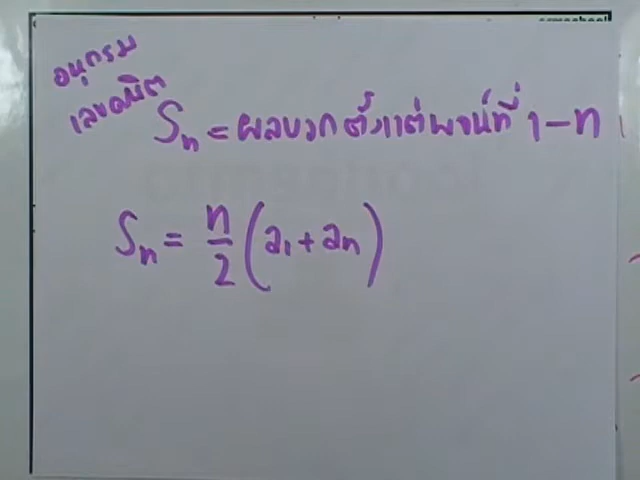 อนุกรม
เลขคณิต
Sn = ผลบวกตั้งแต่พจน์ที่ 1-n
Sn = n/2 (a1 + an)